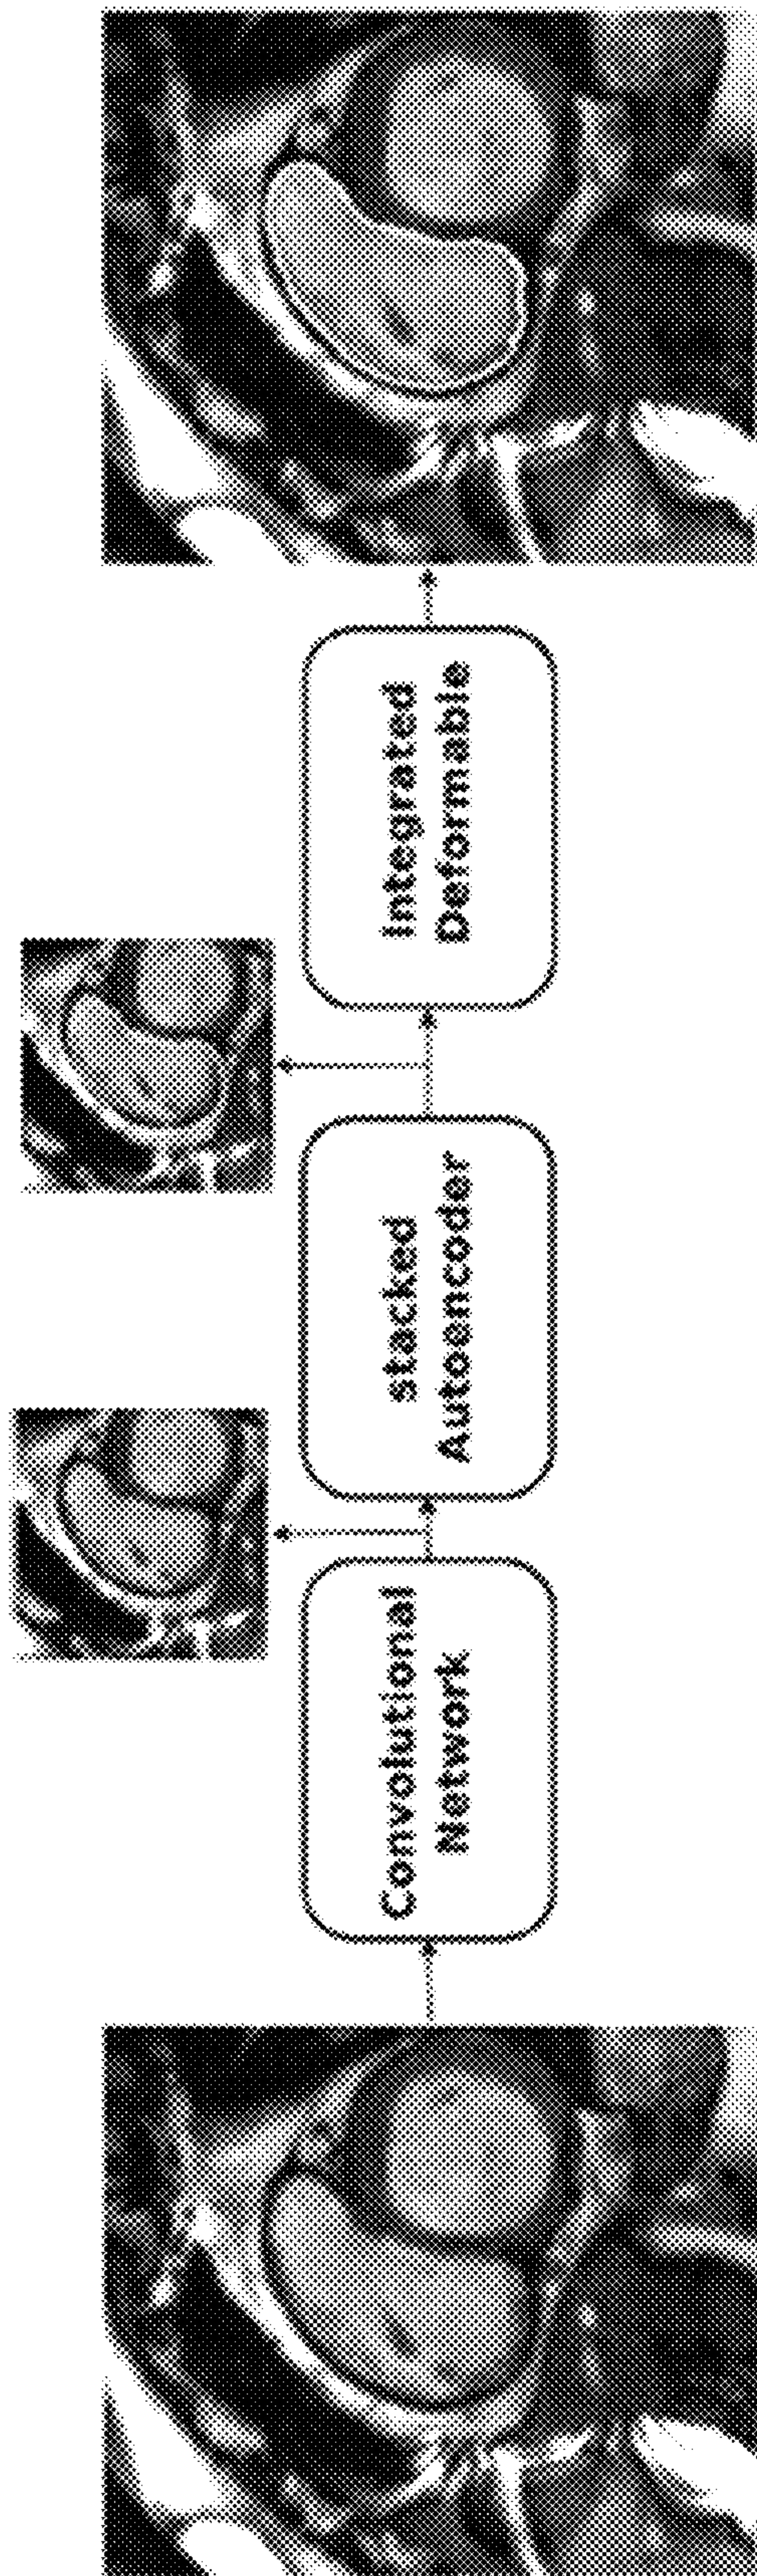 Convolutional
Network
stacked
Autoencoder
Integrated
Deformable